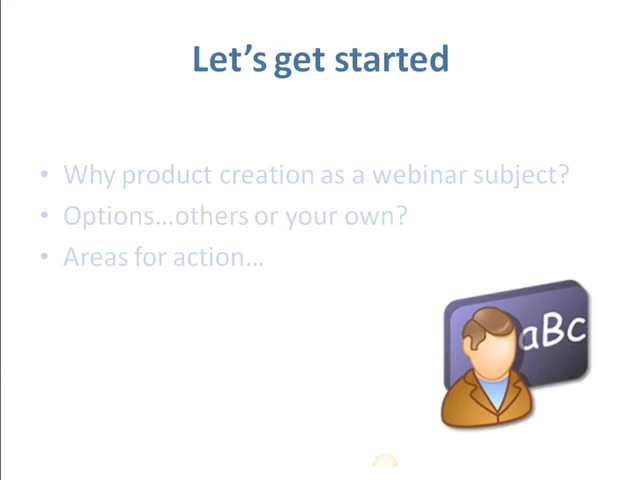 Let’s get started
• Why product creation as a webinar subject?
• Options…others or your own?
• Areas for action…
aBc